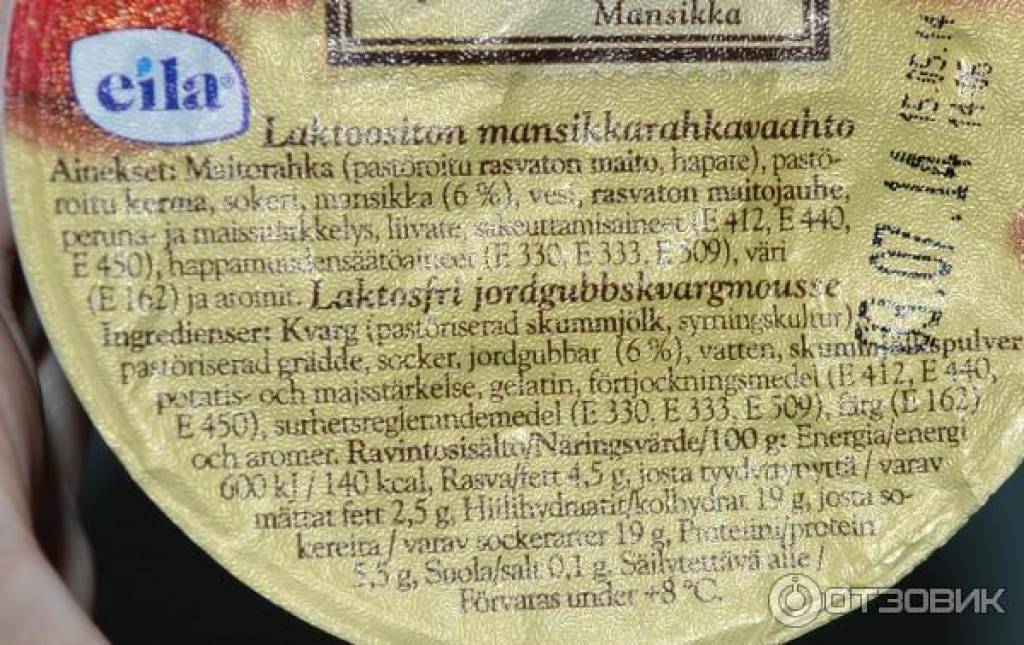 Mansikka
eila®
Laktoositon mansikkarahkavaahto
Ainekset: Maitorahka (pastöroitu rasvaton maito, hapate), pastö-
roitu kerma, sokeri, mansikka (6 %), vesi, rasvaton maitojauhe,
peruna- ja maissitärkkelys, liivate, sakeuttamisaineet (E 412, E 440,
E 450), happamuudensäätöaineet (E 330, E 333, E 509), väri
(E 162) ja aromit. Laktosfri jordgubbskvargmousse
Ingredienser: Kvarg (pastöriserad skummjölk, syrningskultur),
pastöriserad grädde, socker, jordgubbar (6 %), vatten, skummjölkspulver
potatis- och majsstärkelse, gelatin, förtjockningsmedel (E 412, E 440,
E 450), surhetsreglerandemedel (E 330, E 333, E 509), färg (E 162)
och aromer. Ravintosisältö/Näringsvärde/100 g: Energia/energi
600 kJ / 140 kcal, Rasva/fett 4,5 g, josta tyydyttynyttä / varav
mättat fett 2,5 g, Hiilihydraatit/kolhydrat 19 g, josta so-
kereita / varav sockerarter 19 g, Proteiini/protein
5,5 g, Suola/salt 0,1 g. Säilytettävä alle /
Förvaras under +8 °C.
ОТЗОВИК